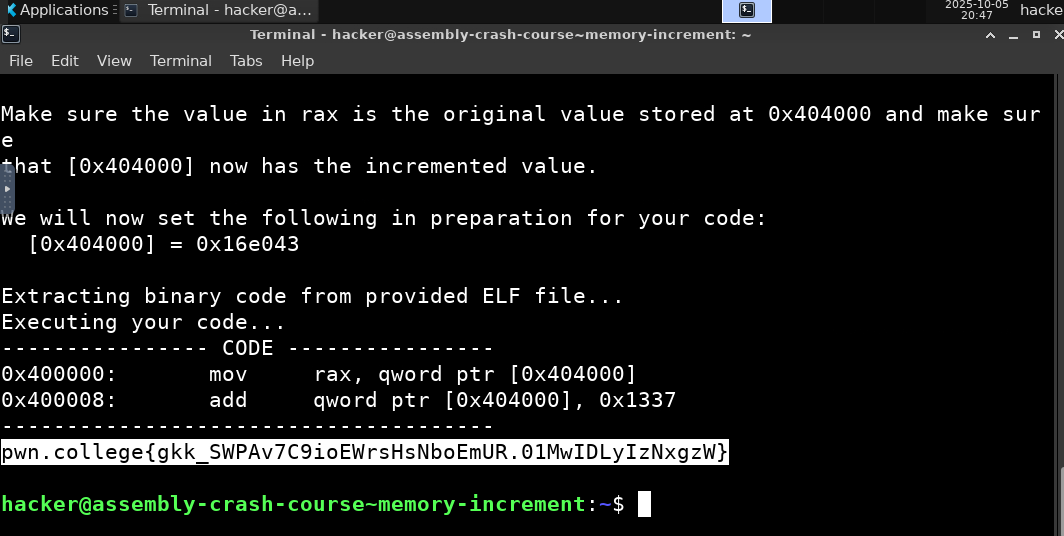 Applications
Terminal - hacker@a...
2025-10-05
20:47
hacke
Terminal - hacker@assembly-crash-course~memory-increment: ~
File Edit View Terminal Tabs Help
Make sure the value in rax is the original value stored at 0x404000 and make sur
e
that [0x404000] now has the incremented value.
We will now set the following in preparation for your code:
  [0x404000] = 0x16e043
Extracting binary code from provided ELF file...
Executing your code...
---------------- CODE ----------------
0x400000:       mov     rax, qword ptr [0x404000]
0x400008:       add     qword ptr [0x404000], 0x1337
--------------------------------------
pwn.college{gkk_SWPAv7C9ioEWrsHsNboEmUR.01MwIDLyIzNxgzW}
hacker@assembly-crash-course~memory-increment:~$